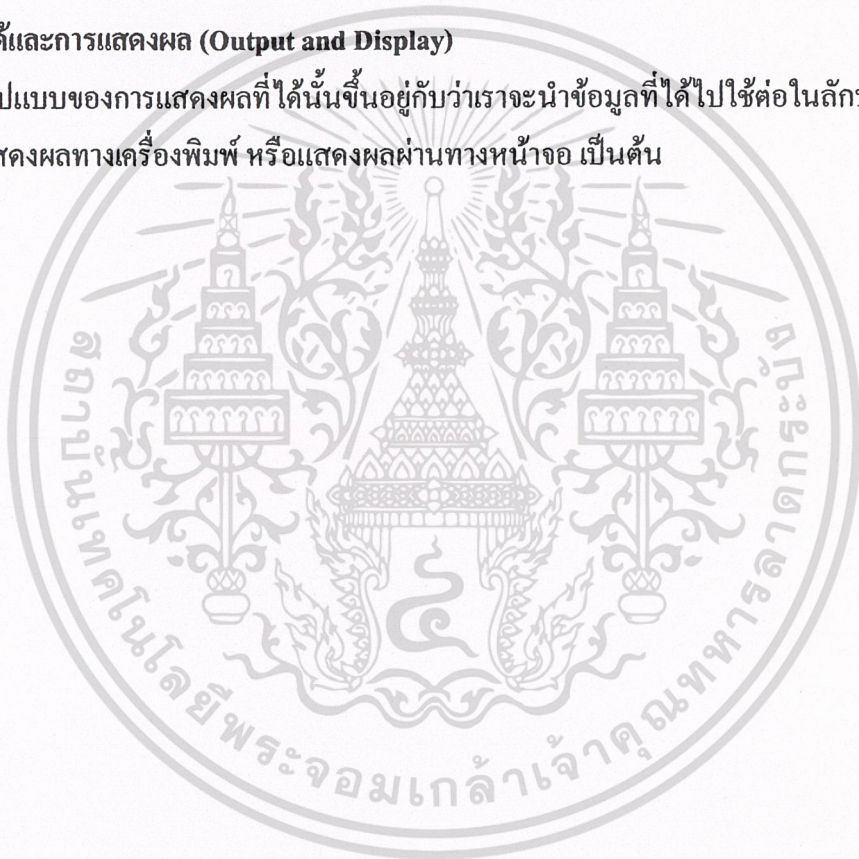 ด้และการแสดงผล (Output and Display)
ปแบบของการแสดงผลที่ได้นั้นขึ้นอยู่กับว่าเราจะนำข้อมูลที่ได้ไปใช้ต่อในลัก
สดงผลทางเครื่องพิมพ์ หรือแสดงผลผ่านทางหน้าจอ เป็นต้น
สถาบันเทคโนโลยีพระจอมเกล้าเจ้าคุณทหารลาดกระบัง